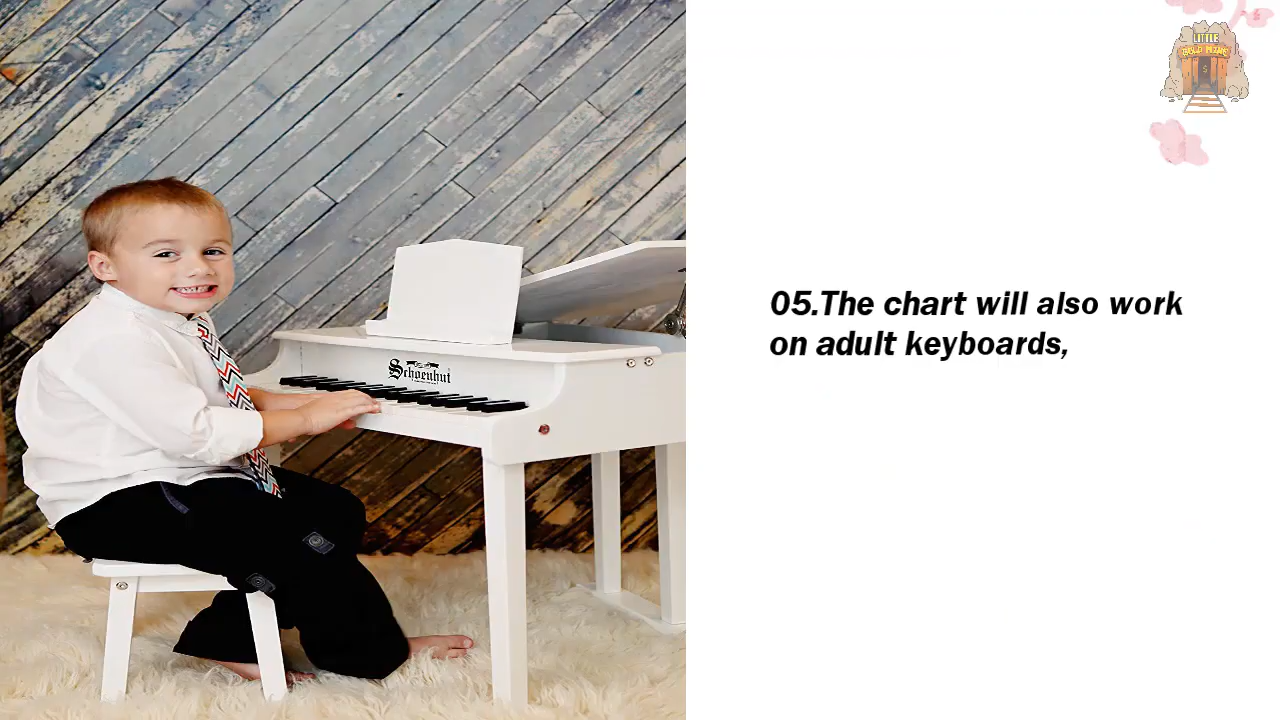 LITTLE
GOLD MINE
$
05.The chart will also work
on adult keyboards,
Schoenhut